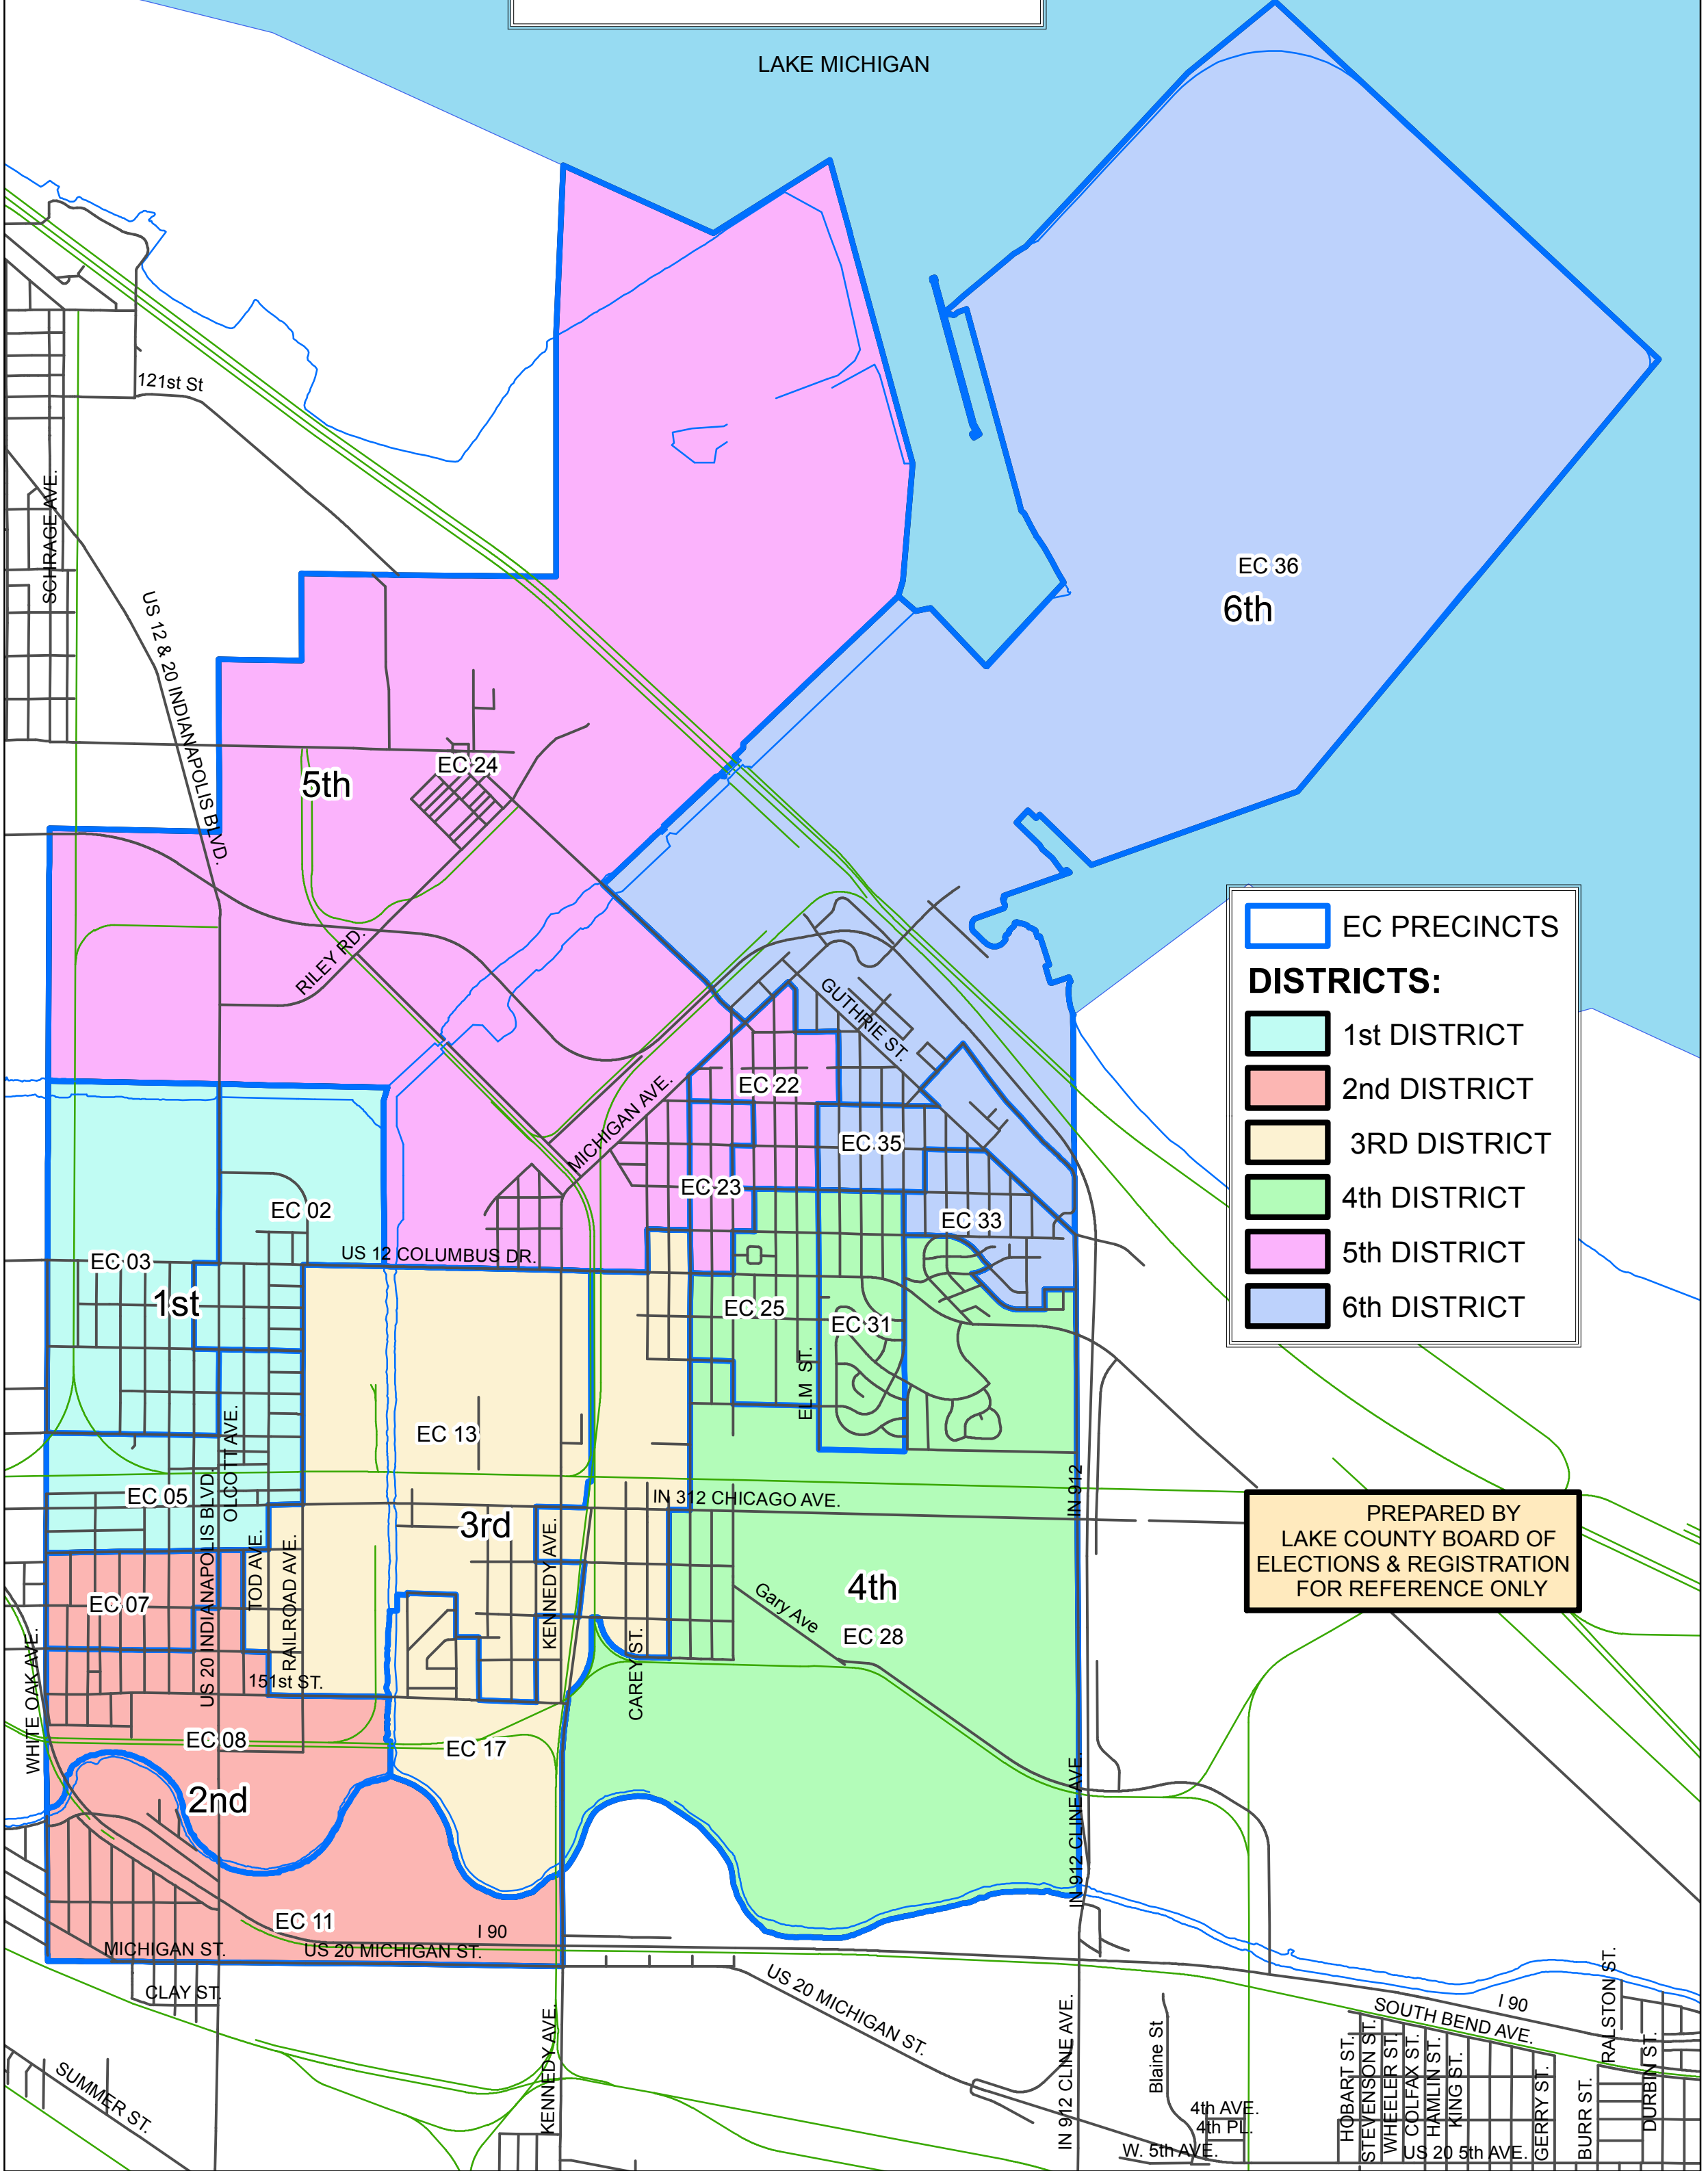 LAKE MICHIGAN
121st St
SCHRAGE AVE.
US 12 & 20 INDIANAPOLIS BLVD.
EC 36
6th
EC 24
5th
RILEY RD.
GUTHRIE ST.
MICHIGAN AVE.
EC 22
EC 35
EC 23
EC 33
EC 02
US 12 COLUMBUS DR.
EC 03
1st
EC 25
EC 31
ELM ST.
EC 13
OLCOTT AVE.
EC 05
IN 312 CHICAGO AVE.
IN 912
3rd
KENNEDY AVE.
TOD AVE.
RAILROAD AVE.
US 20 INDIANAPOLIS BLVD.
EC 07
4th
Gary Ave
EC 28
CAREY ST.
151st ST.
WHITE OAK AVE.
EC 08
EC 17
2nd
IN 912 CLINE AVE.
EC 11
I 90
MICHIGAN ST.
US 20 MICHIGAN ST.
CLAY ST.
SUMMER ST.
KENNEDY AVE.
US 20 MICHIGAN ST.
IN 912 CLINE AVE.
Blaine St
4th AVE.
4th PL.
W. 5th AVE.
I 90
SOUTH BEND AVE.
HOBART ST.
STEVENSON ST.
WHEELER ST.
COLFAX ST.
HAMLIN ST.
KING ST.
US 20 5th AVE.
GERRY ST.
BURR ST.
RALSTON ST.
DURBIN ST.
EC PRECINCTS
DISTRICTS:
1st DISTRICT
2nd DISTRICT
3RD DISTRICT
4th DISTRICT
5th DISTRICT
6th DISTRICT
PREPARED BY
LAKE COUNTY BOARD OF
ELECTIONS & REGISTRATION
FOR REFERENCE ONLY